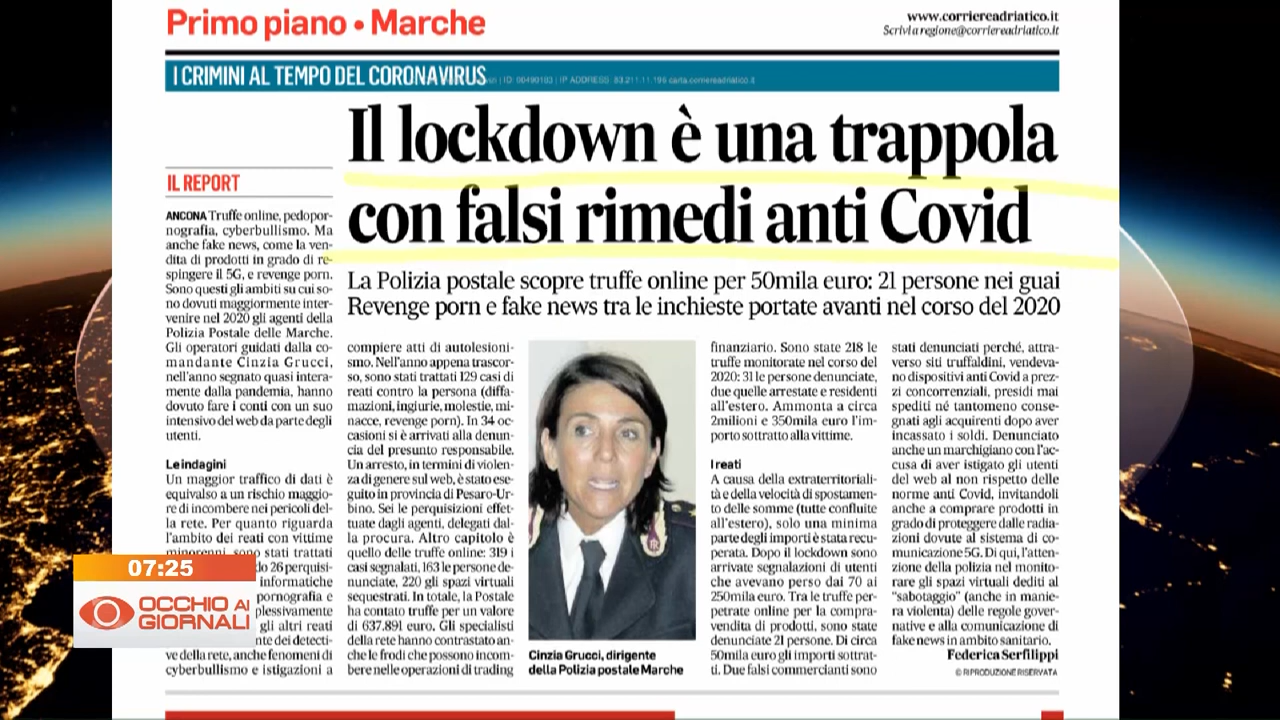 Primo piano • Marche
www.corriereadriatico.it
Scrivi a regione@corriereadriatico.it
I CRIMINI AL TEMPO DEL CORONAVIRUS
| IP ADDRESS: 83.211.11.196 carta.corriereadriatico.it
Il lockdown è una trappola
con falsi rimedi anti Covid
La Polizia postale scopre truffe online per 50mila euro: 21 persone nei guai
Revenge porn e fake news tra le inchieste portate avanti nel corso del 2020
IL REPORT
ANCONA Truffe online, pedopor-
nografia, cyberbullismo. Ma
anche fake news, come la ven-
dita di prodotti in grado di re-
spingere il 5G, e revenge porn.
Sono questi gli ambiti su cui so-
no dovuti maggiormente inter-
venire nel 2020 gli agenti della
Polizia Postale delle Marche.
Gli operatori guidati dalla co-
mandante Cinzia Grucci,
nell'anno segnato quasi intera-
mente dalla pandemia, hanno
dovuto fare i conti con un suo
intensivo del web da parte degli
utenti.
Le indagini
Un maggior traffico di dati è
equivalso a un rischio maggio-
re di incombere nei pericoli del-
la rete. Per quanto riguarda
l'ambito dei reati con vittime
minorenni, sono stati trattati
do 26 perquisi-
informatiche
pornografia e
plessivamente
gli altri reati
nte dei detecti-
ve della rete, anche fenomeni di
cyberbullismo e istigazioni a
compiere atti di autolesioni-
smo. Nell'anno appena trascor-
so, sono stati trattati 129 casi di
reati contro la persona (diffa-
mazioni, ingiurie, molestie, mi-
nacce, revenge porn). In 34 oc-
casioni si è arrivati alla denun-
cia del presunto responsabile.
Un arresto, in termini di violen-
za di genere sul web, è stato ese-
guito in provincia di Pesaro-Ur-
bino. Sei le perquisizioni effet-
tuate dagli agenti, delegati dal-
la procura. Altro capitolo è
quello delle truffe online: 319 i
casi segnalati, 163 le persone de-
nunciate, 220 gli spazi virtuali
sequestrati. In totale, la Postale
ha contato truffe per un valore
di 637.891 euro. Gli specialisti
della rete hanno contrastato an-
che le frodi che possono incom-
bere nelle operazioni di trading
Cinzia Grucci, dirigente
della Polizia postale Marche
finanziario. Sono state 218 le
truffe monitorate nel corso del
2020: 31 le persone denunciate,
due quelle arrestate e residenti
all'estero. Ammonta a circa
2milioni e 350mila euro l'im-
porto sottratto alla vittime.
I reati
A causa della extraterritoriali-
tà e della velocità di spostamen-
to delle somme (tutte confluite
all'estero), solo una minima
parte degli importi è stata recu-
perata. Dopo il lockdown sono
arrivate segnalazioni di utenti
che avevano perso dai 70 ai
250mila euro. Tra le truffe per-
petrate online per la compra-
vendita di prodotti, sono state
denunciate 21 persone. Di circa
50mila euro gli importi sottrat-
ti. Due falsi commercianti sono
stati denunciati perché, attra-
verso siti truffaldini, vendeva-
no dispositivi anti Covid a prez-
zi concorrenziali, presidi mai
spediti né tantomeno conse-
gnati agli acquirenti dopo aver
incassato i soldi. Denunciato
anche un marchigiano con l'ac-
cusa di aver istigato gli utenti
del web al non rispetto delle
norme anti Covid, invitandoli
anche a comprare prodotti in
grado di proteggere dalle radia-
zioni dovute al sistema di co-
municazione 5G. Di qui, l'atten-
zione della polizia nel monito-
rare gli spazi virtuali dediti al
"sabotaggio" (anche in manie-
ra violenta) delle regole gover-
native e alla comunicazione di
fake news in ambito sanitario.
Federica Serfilippi
© RIPRODUZIONE RISERVATA
07:25
OCCHIO AI
GIORNALI